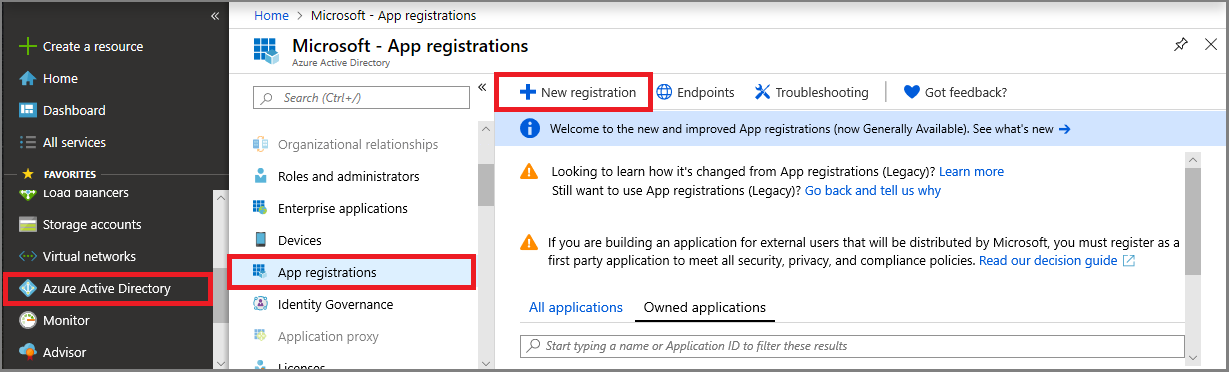 Create a resource
Home
Dashboard
All services
FAVORITES
Load balancers
Storage accounts
Virtual networks
Azure Active Directory
Monitor
Advisor
Home > Microsoft - App registrations
Microsoft - App registrations
Azure Active Directory
Search (Ctrl+/)
Organizational relationships
Roles and administrators
Enterprise applications
Devices
App registrations
Identity Governance
Application proxy
Licenses
New registration Endpoints Troubleshooting Got feedback?
Welcome to the new and improved App registrations (now Generally Available). See what's new →
Looking to learn how it's changed from App registrations (Legacy)? Learn more
Still want to use App registrations (Legacy)? Go back and tell us why
If you are building an application for external users that will be distributed by Microsoft, you must register as a
first party application to meet all security, privacy, and compliance policies. Read our decision guide
All applications Owned applications
Start typing a name or Application ID to filter these results